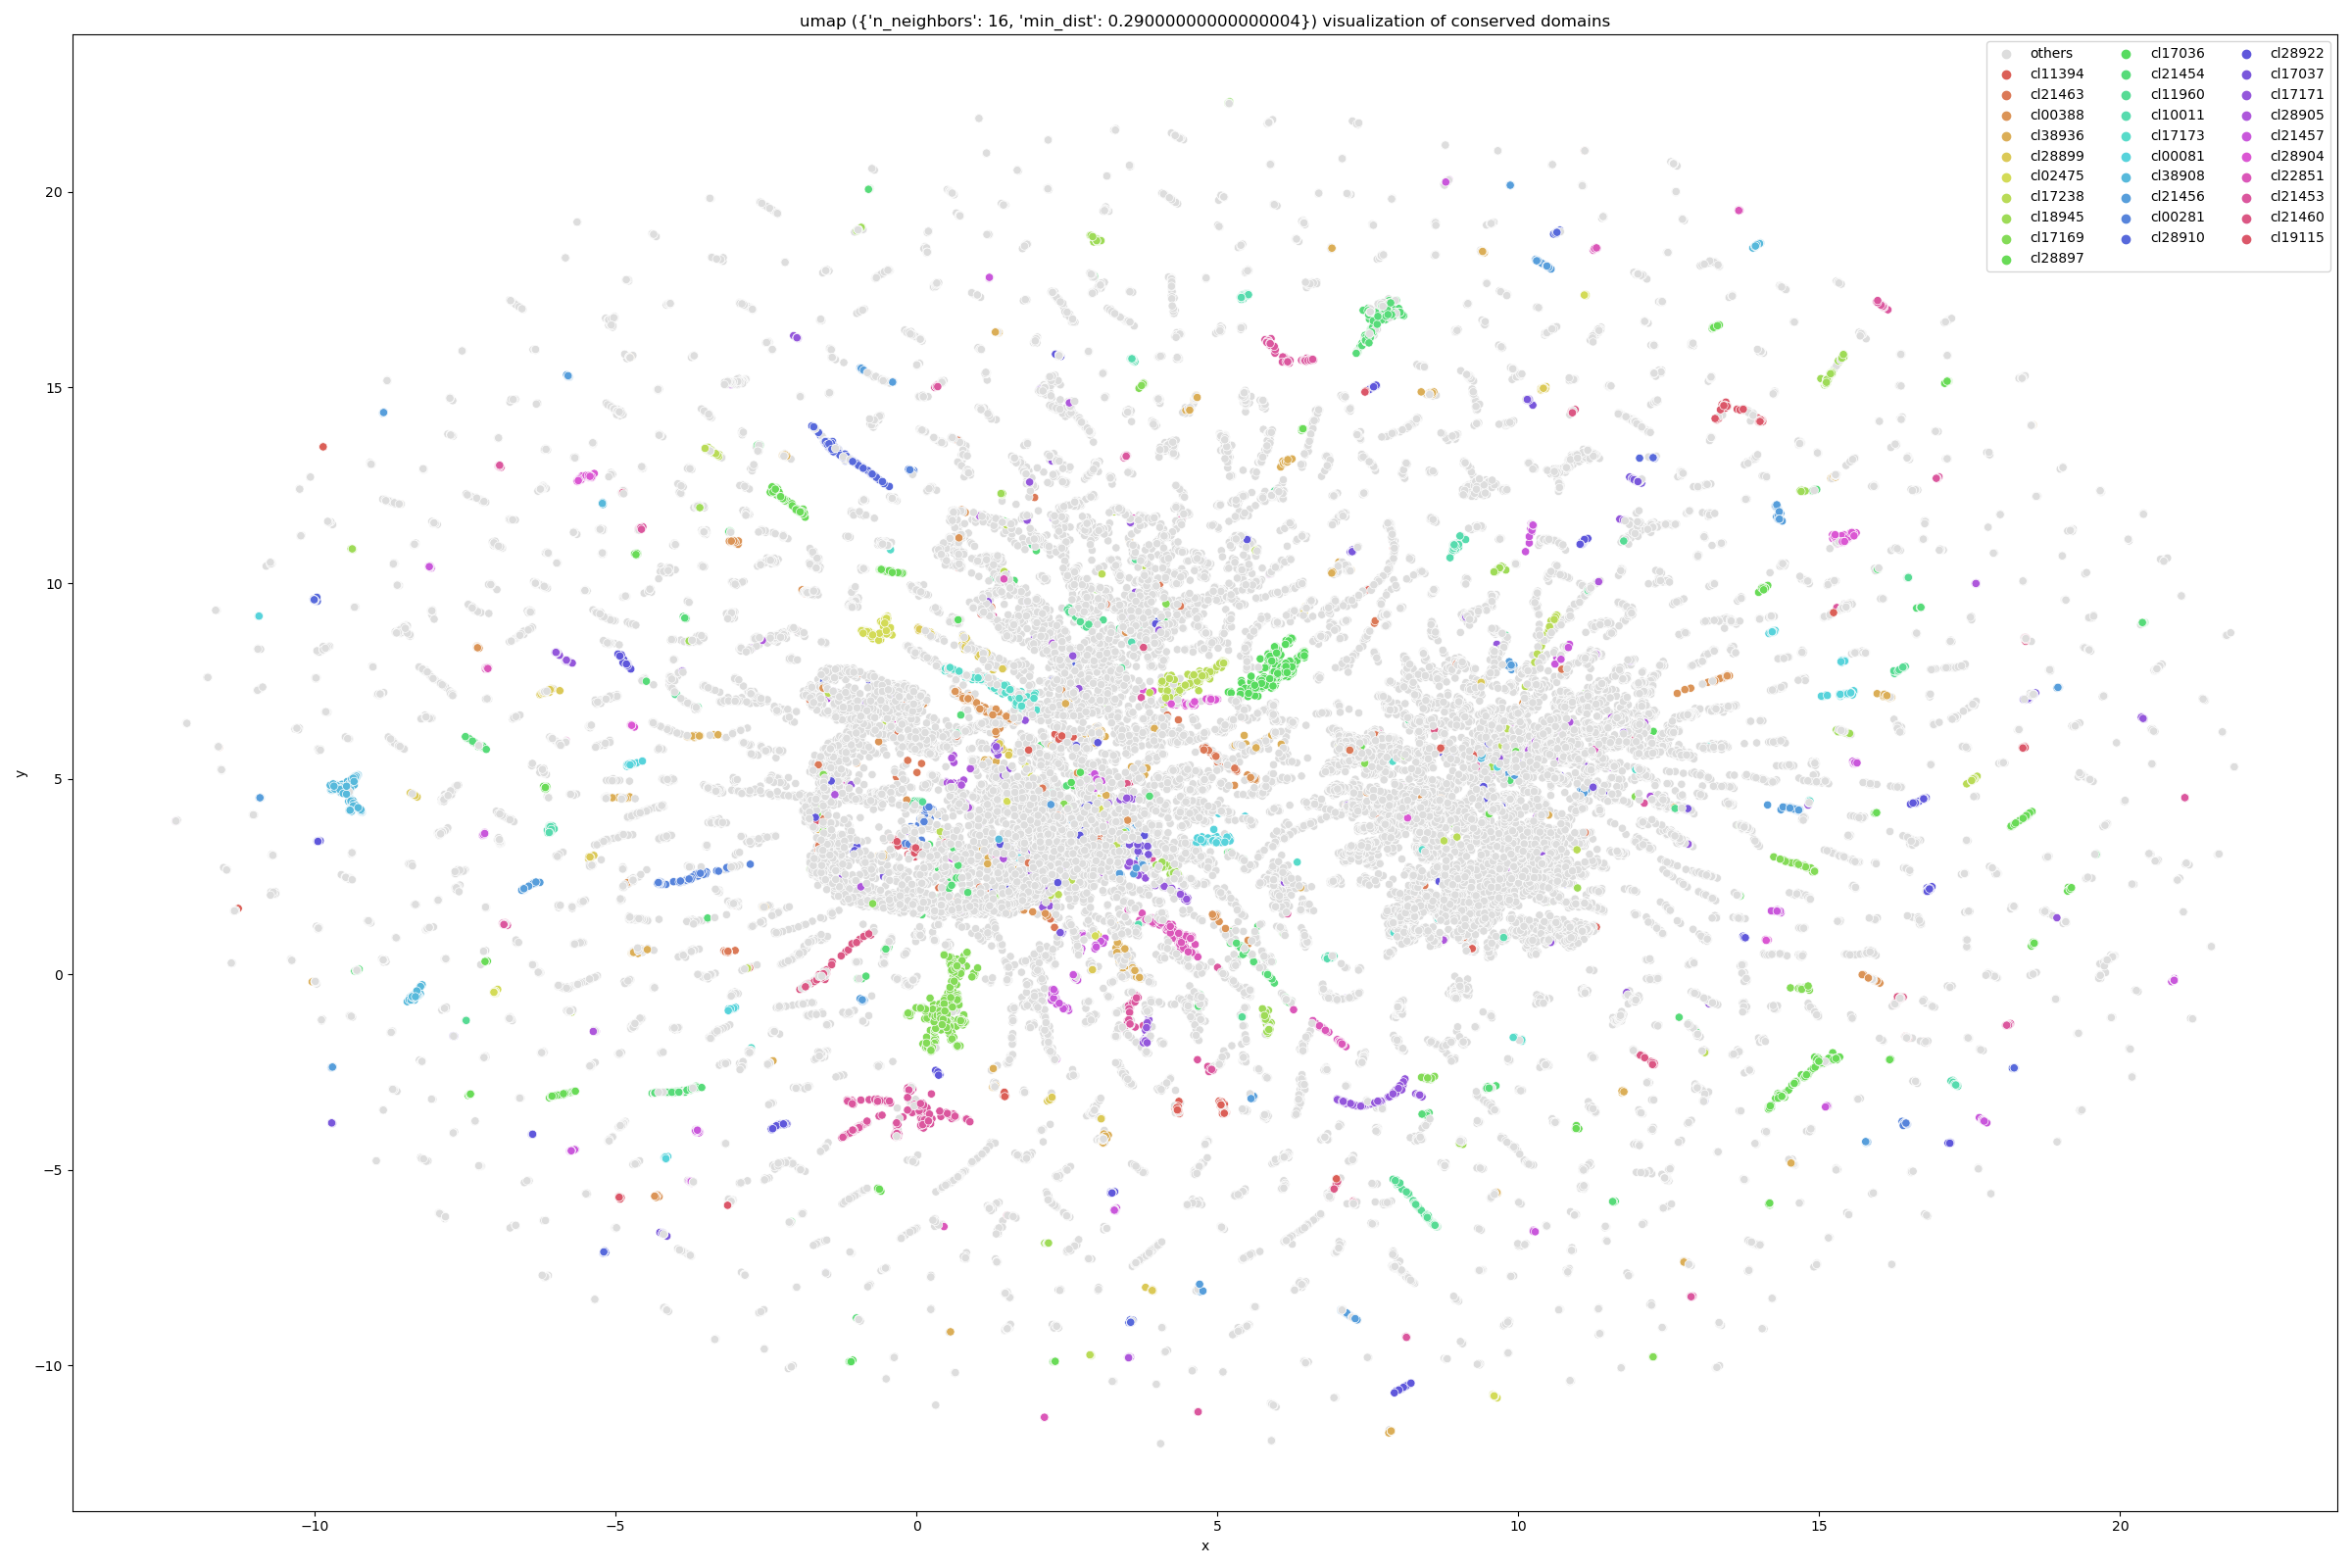 umap ({'n_neighbors': 16, 'min_dist': 0.29000000000000004}) visualization of conserved domains
others
cl11394
cl21463
cl00388
cl38936
cl28899
cl02475
cl17238
cl18945
cl17169
cl28897
cl17036
cl21454
cl11960
cl10011
cl17173
cl00081
cl38908
cl21456
cl00281
cl28910
cl28922
cl17037
cl17171
cl28905
cl21457
cl28904
cl22851
cl21453
cl21460
cl19115
y
20
15
10
5
0
−5
−10
−10
−5
0
5
10
15
20
x